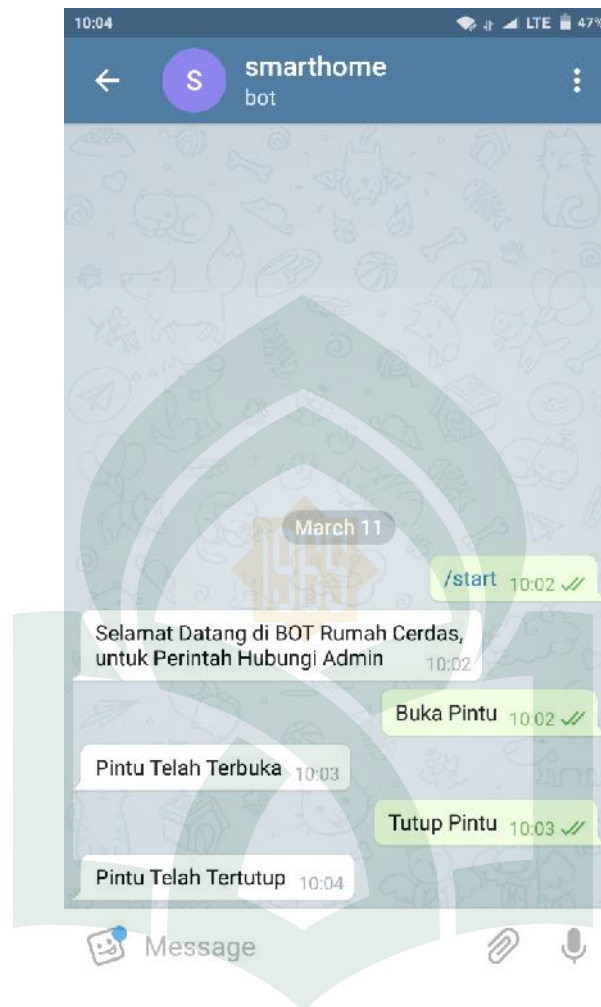 10:04
LTE 47%
S
smarthome
bot
March 11
/start 10:02
Selamat Datang di BOT Rumah Cerdas,
untuk Perintah Hubungi Admin 10:02
Buka Pintu 10:02
Pintu Telah Terbuka 10:03
Tutup Pintu 10:03
Pintu Telah Tertutup 10:04
Message
1965